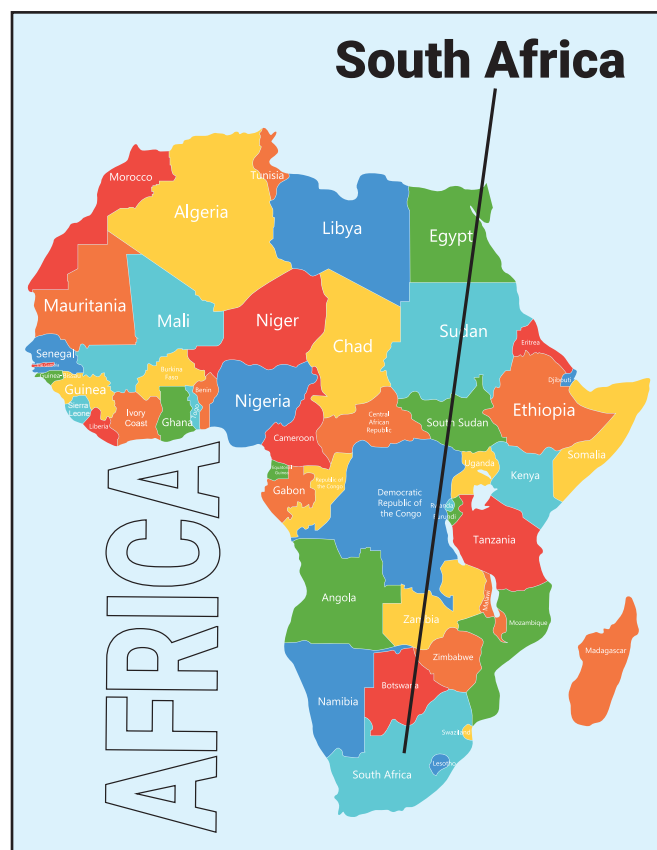 South Africa
Morocco
Tunisia
Algeria
Libya
Egypt
Mauritania
Mali
Niger
Chad
Sudan
Eritrea
Senegal
Guinea
Guinea
Burkina
Faso
Benin
Djibouti
Sierra
Leone
Liberia
Ivory
Coast
Ghana
Togo
Nigeria
Cameroon
Central
African
Republic
South Sudan
Ethiopia
Somalia
Equatorial
Guinea
Gabon
Republic of
the Congo
Democratic
Republic of
the Congo
Uganda
Kenya
Rwanda
Burundi
Tanzania
AFRICA
Angola
Zambia
Malawi
Mozambique
Madagascar
Zimbabwe
Namibia
Botswana
Swaziland
Lesotho
South Africa